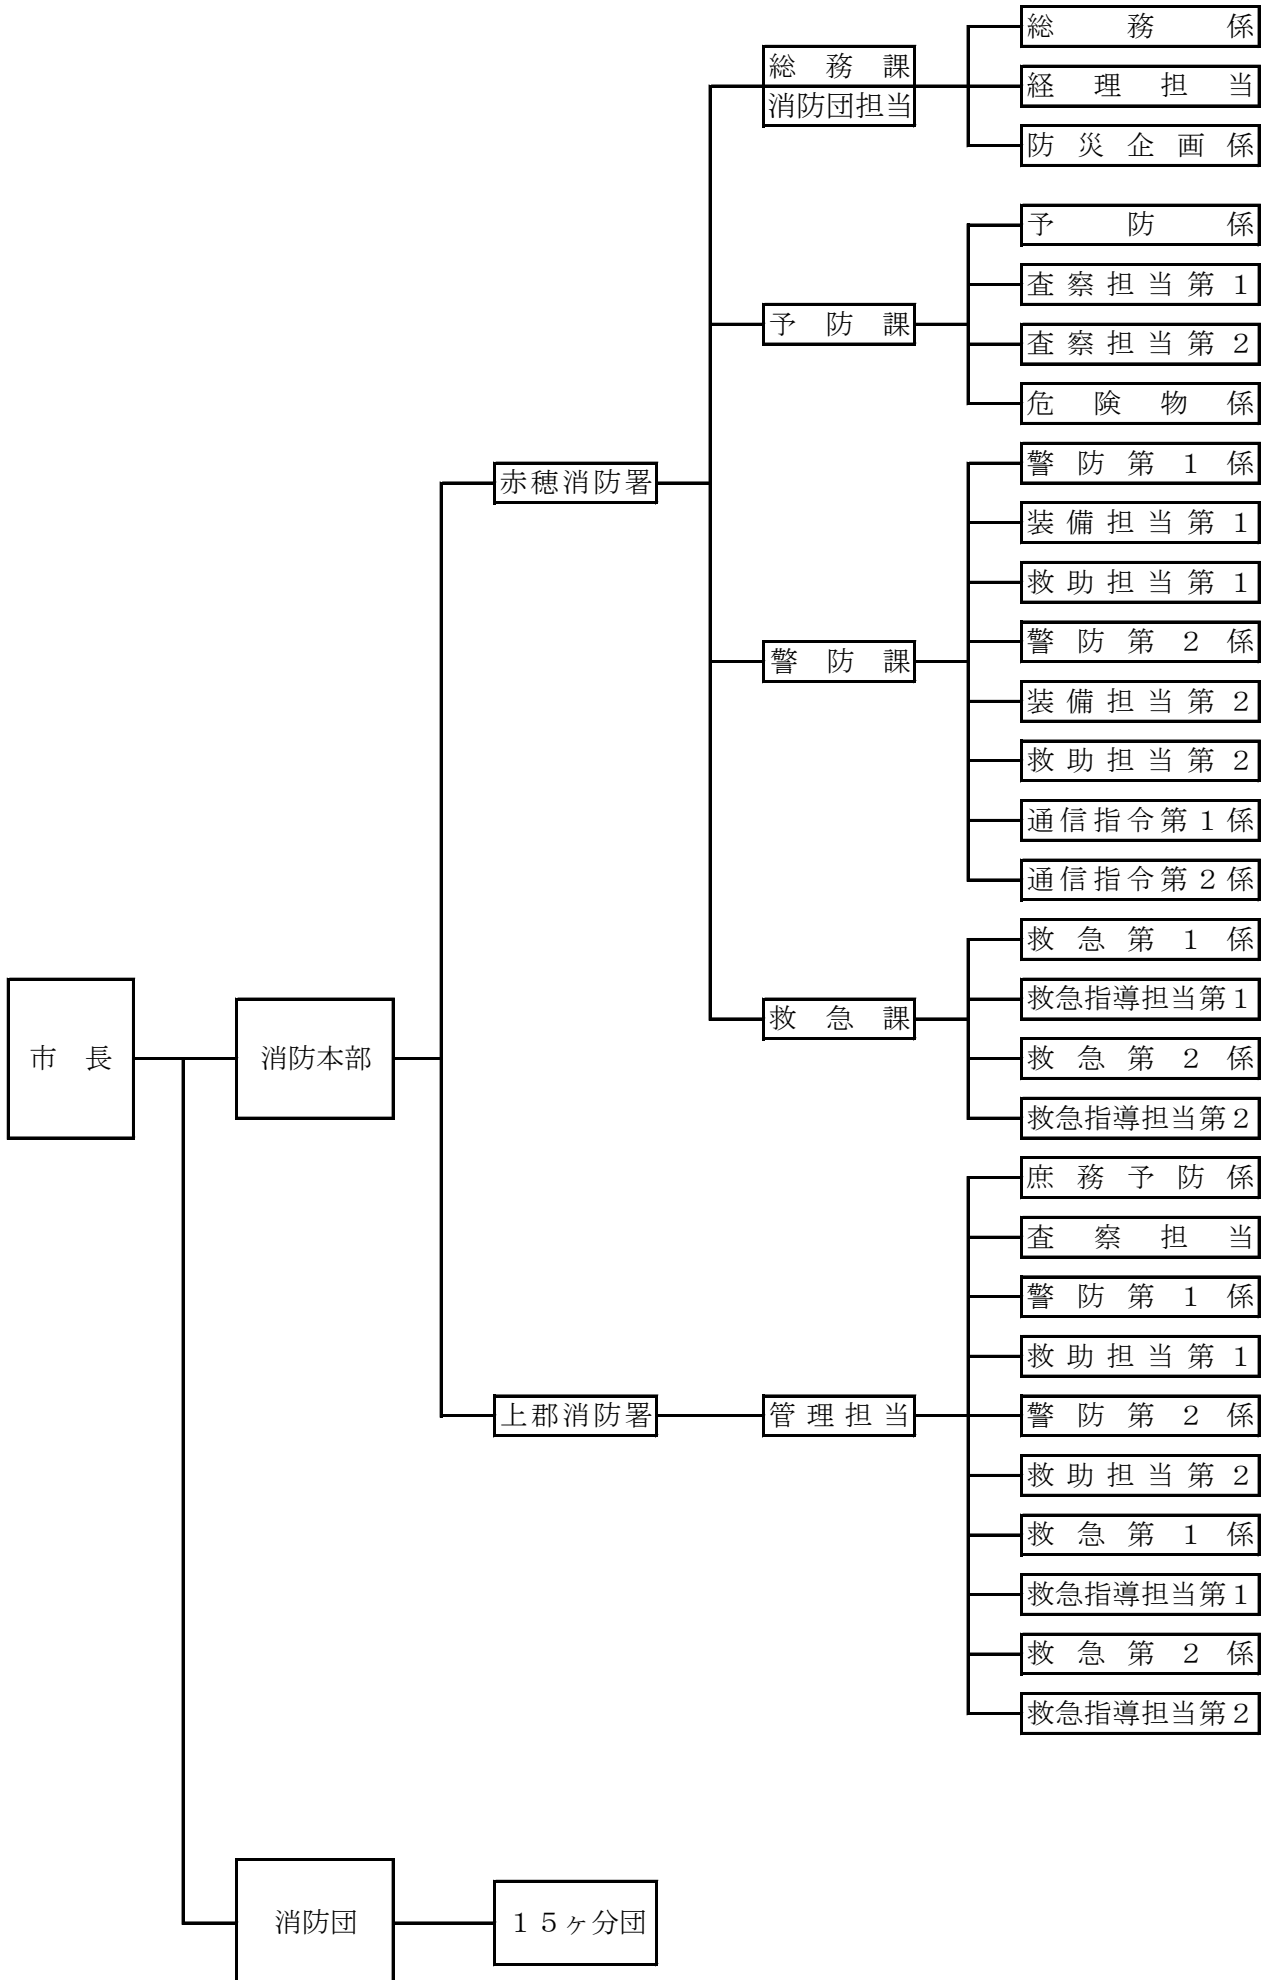 総務係
総務課
経理担当
消防団担当
防災企画係
予防係
査察担当第１
予防課
査察担当第２
危険物係
警防第１係
赤穂消防署
装備担当第１
救助担当第１
警防第２係
警防課
装備担当第２
救助担当第２
通信指令第１係
通信指令第２係
救急第１係
救急指導担当第１
救急課
市長
消防本部
救急第２係
救急指導担当第２
庶務予防係
査察担当
警防第１係
救助担当第１
上郡消防署
管理担当
警防第２係
救助担当第２
救急第１係
救急指導担当第１
救急第２係
救急指導担当第２
消防団
１５ヶ分団